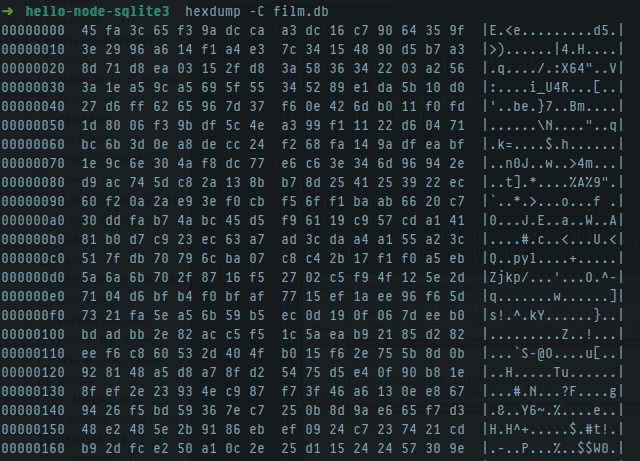 ➜ hello-node-sqlite3 hexdump -C film.db
00000000 45 fa 3c 65 f3 9a dc ca a3 dc 16 c7 90 64 35 9f |E.<e.........d5.|
00000010 3e 29 96 a6 14 f1 a4 e3 7c 34 15 48 90 d5 b7 a3 |>)......|4.H....|
00000020 8d 71 d8 ea 03 15 2f d8 3a 58 36 34 22 03 a2 56 |.q..../.:X64"..V|
00000030 3a 1e a5 9c a5 69 5f 55 34 52 89 e1 da 5b 10 d0 |:....i_U4R...[..|
00000040 27 d6 ff 62 65 96 7d 37 f6 0e 42 6d b0 11 f0 fd |'..be.}7..Bm....|
00000050 1d 80 06 f3 9b df 5c 4e a3 99 f1 11 22 d6 04 71 |......\N...."..q|
00000060 bc 6b 3d 0e a8 de cc 24 f2 68 fa 14 9a df ea bf |.k=....$.h......|
00000070 1e 9c 6e 30 4a f8 dc 77 e6 c6 3e 34 6d 96 94 2e |..n0J..w..>4m...|
00000080 d9 ac 74 5d c8 2a 13 8b b7 8d 25 41 25 39 22 ec |..t].*....%A%9".|
00000090 60 f2 0a 2a e9 3e f0 cb f5 6f f1 ba ab 66 20 c7 |`..*.>...o...f .|
000000a0 30 dd fa b7 4a bc 45 d5 f9 61 19 c9 57 cd a1 41 |0...J.E..a..W..A|
000000b0 81 b0 d7 c9 23 ec 63 a7 ad 3c da a4 a1 55 a2 3c |....#.c..<...U.<|
000000c0 51 7f db 70 79 6c ba 07 c8 c4 2b 17 f1 f0 a5 eb |Q..pyl....+.....|
000000d0 5a 6a 6b 70 2f 87 16 f5 27 02 c5 f9 4f 12 5e 2d |Zjkp/...'...O.^-|
000000e0 71 04 d6 bf b4 f0 bf af 77 15 ef 1a ee 96 f6 5d |q.......w......]|
000000f0 73 21 fa 5e a5 6b 59 b5 ec 0d 19 0f 06 7d ee b0 |s!.^.kY......}..|
00000100 bd ad bb 2e 82 ac c5 f5 1c 5a ea b9 21 85 d2 82 |.........Z..!...|
00000110 ee f6 c8 60 53 2d 40 4f b0 15 f6 2e 75 5b 8d 0b |...`S-@O....u[..|
00000120 92 81 48 a5 d8 a7 8f d2 54 75 d5 e4 0f 90 b8 1e |..H.....Tu......|
00000130 8f ef 2e 23 93 4e c9 87 f7 3f 46 a6 13 0e e8 67 |...#.N...?F....g|
00000140 94 26 f5 bd 59 36 7e c7 25 0b 8d 9a e6 65 f7 d3 |.&..Y6~.%....e..|
00000150 48 e2 48 5e 2b 91 86 eb ef 09 24 c7 23 74 21 cd |H.H^+.....$.#t!.|
00000160 b9 2d fc e2 50 a1 0c 2e 25 d1 15 24 24 57 30 9e |.-..P...%..$$W0.|